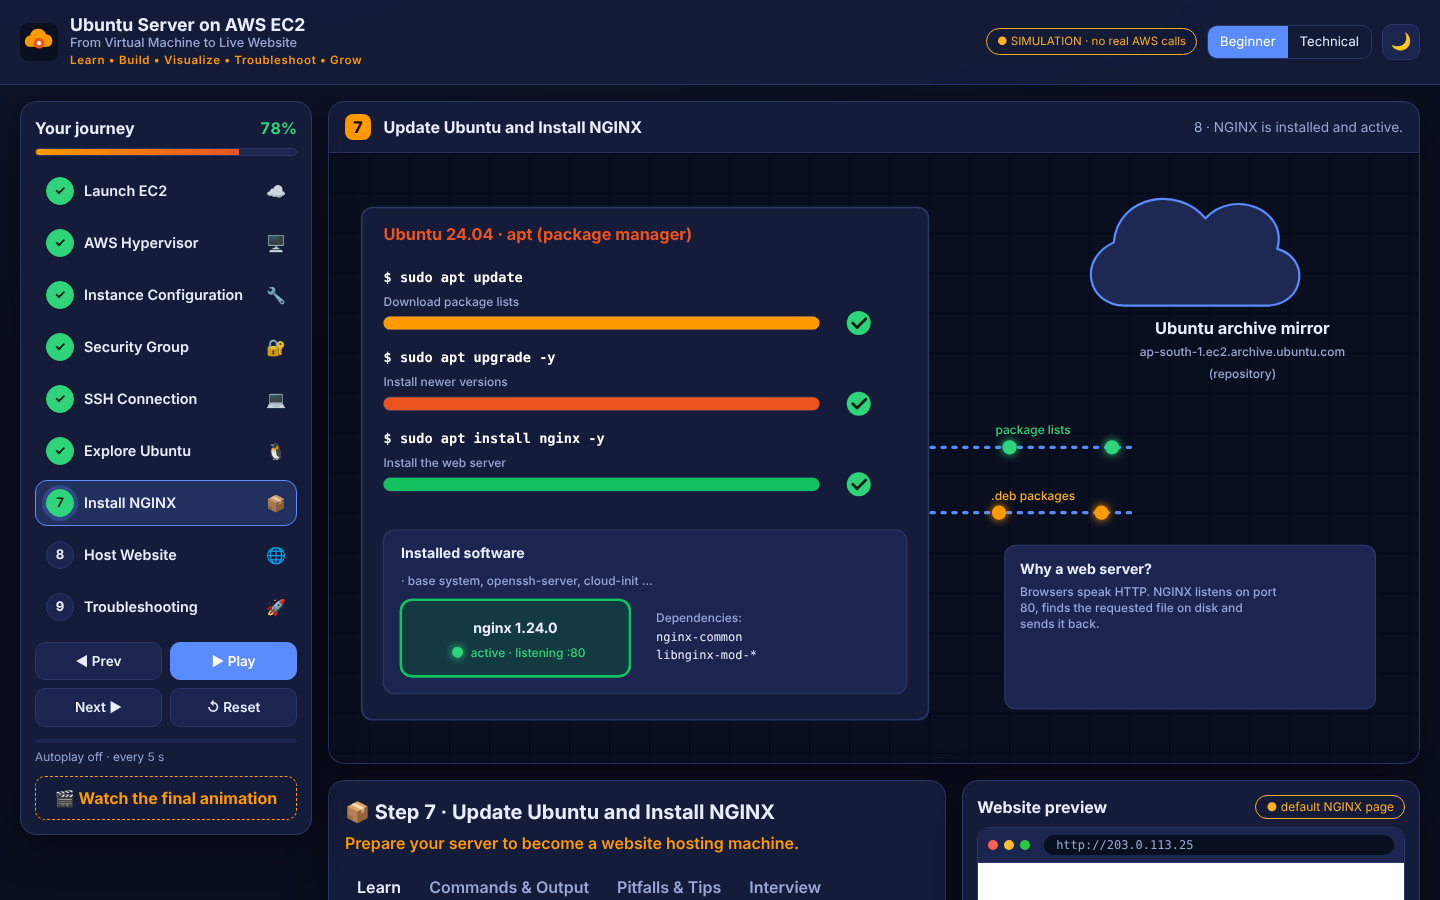 Ubuntu Server on AWS EC2
From Virtual Machine to Live Website
Learn • Build • Visualize • Troubleshoot • Grow
SIMULATION · no real AWS calls
Beginner
Technical
Your journey
78%
Launch EC2
AWS Hypervisor
Instance Configuration
Security Group
SSH Connection
Explore Ubuntu
7
Install NGINX
8
Host Website
9
Troubleshooting
◀ Prev
▶ Play
Next ▶
↺ Reset
Autoplay off · every 5 s
🎬 Watch the final animation
7
Update Ubuntu and Install NGINX
8 · NGINX is installed and active.
Ubuntu 24.04 · apt (package manager)
$ sudo apt update
Download package lists
$ sudo apt upgrade -y
Install newer versions
$ sudo apt install nginx -y
Install the web server
Installed software
· base system, openssh-server, cloud-init ...
nginx 1.24.0
active · listening :80
Dependencies:
nginx-common
libnginx-mod-*
Ubuntu archive mirror
ap-south-1.ec2.archive.ubuntu.com
(repository)
package lists
.deb packages
Why a web server?
Browsers speak HTTP. NGINX listens on port
80, finds the requested file on disk and
sends it back.
📦 Step 7 · Update Ubuntu and Install NGINX
Prepare your server to become a website hosting machine.
Learn
Commands & Output
Pitfalls & Tips
Interview
Website preview
default NGINX page
http://203.0.113.25